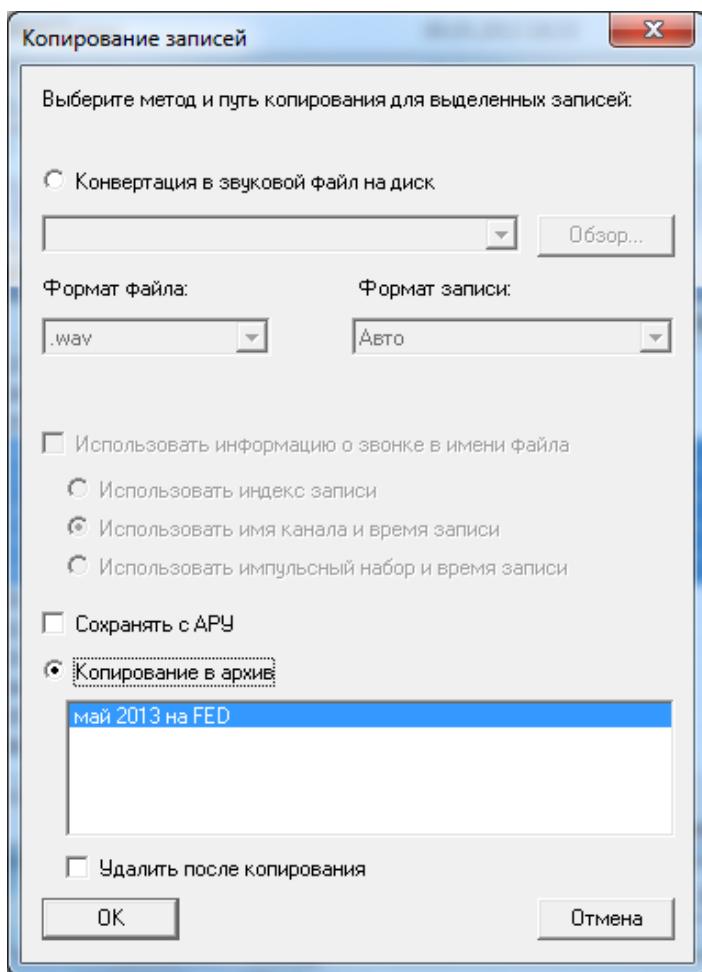 Копирование записей
Выберите метод и путь копирования для выделенных записей:
Конвертация в звуковой файл на диск
Обзор...
Формат файла: Формат записи:
.wav Авто
Использовать информацию о звонке в имени файла
Использовать индекс записи
Использовать имя канала и время записи
Использовать импульсный набор и время записи
Сохранять с АРУ
Копирование в архив
май 2013 на FED
Удалить после копирования
OK Отмена